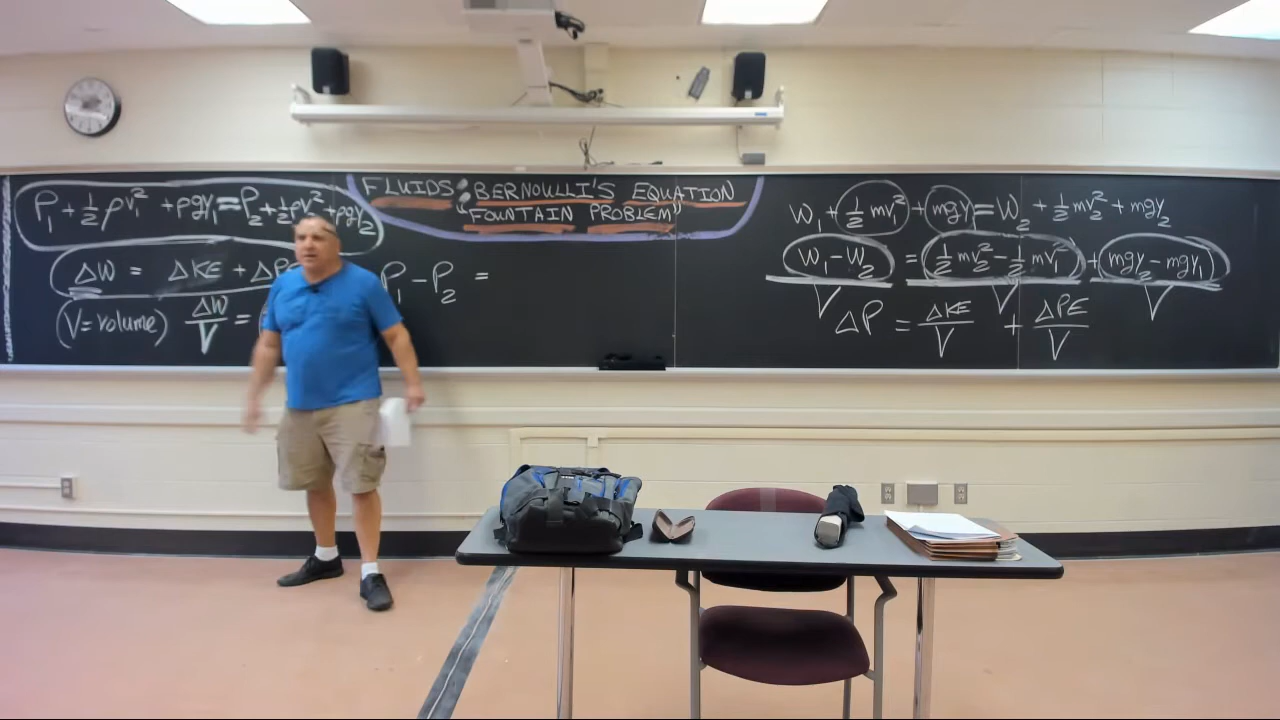 P₁ + ½ρv₁² + ρgy₁ = P₂ + ½ρv₂² + ρgy₂
ΔW = ΔKE + ΔP
(V = volume) ΔW/V =
FLUIDS: BERNOULLI'S EQUATION
"FOUNTAIN PROBLEM"
P₁ - P₂ =
W₁ + ½mv₁² + mgy₁ = W₂ + ½mv₂² + mgy₂
W₁ - W₂ = ½mv₂² - ½mv₁² + mgy₂ - mgy₁
V V V
ΔP = ΔKE/V + ΔPE/V